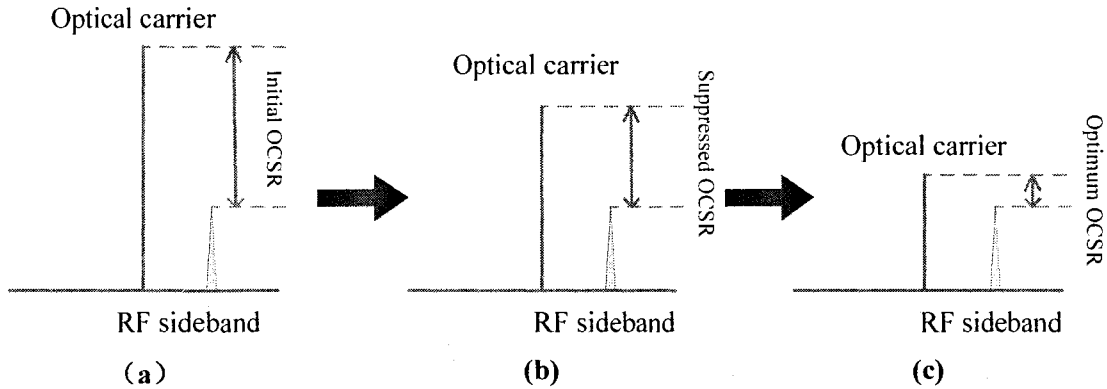 Optical carrier
Initial OCSR
RF sideband
(a)
Optical carrier
Suppressed OCSR
RF sideband
(b)
Optical carrier
Optimum OCSR
RF sideband
(c)